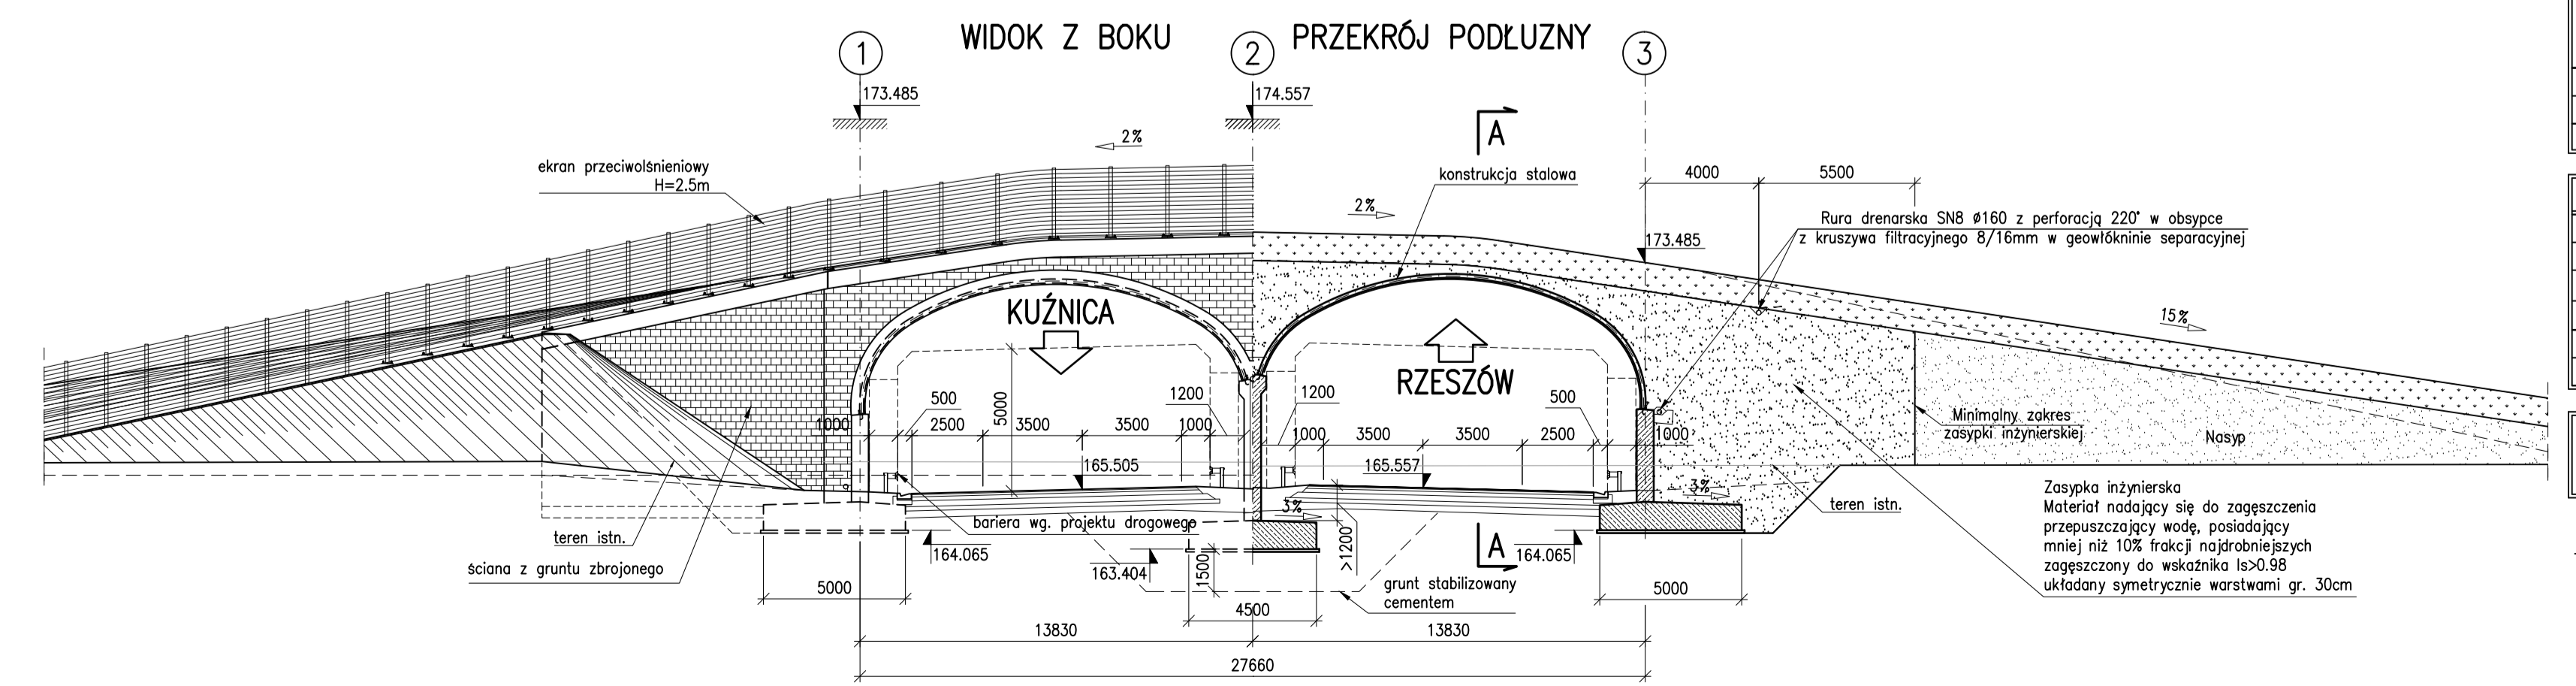 WIDOK Z BOKU
PRZEKRÓJ PODŁUZNY
1
2
3
173.485
174.557
2%
A
ekran przeciwolśnieniowy
H=2.5m
konstrukcja stalowa
4000
5500
2%
Rura drenarska SN8 ø160 z perforacją 220° w obsypce
z kruszywa filtracyjnego 8/16mm w geowłókninie separacyjnej
173.485
KUŹNICA
15%
RZESZÓW
500
5000
1200
1200
500
1000
2500
3500
3500
1000
1000
3500
3500
2500
1000
Minimalny zakres
zasypki inżynierskiej
Nasyp
165.505
165.557
3%
3%
teren istn.
bariera wg. projektu drogowego
teren istn.
164.065
163.404
1500
>1200
A
164.065
ściana z gruntu zbrojonego
grunt stabilizowany
cementem
Zasypka inżynierska
Materiał nadający się do zagęszczenia
przepuszczający wodę, posiadający
mniej niż 10% frakcji najdrobniejszych
zagęszczony do wskaźnika Is>0.98
układany symetrycznie warstwami gr. 30cm
5000
4500
5000
13830
13830
27660